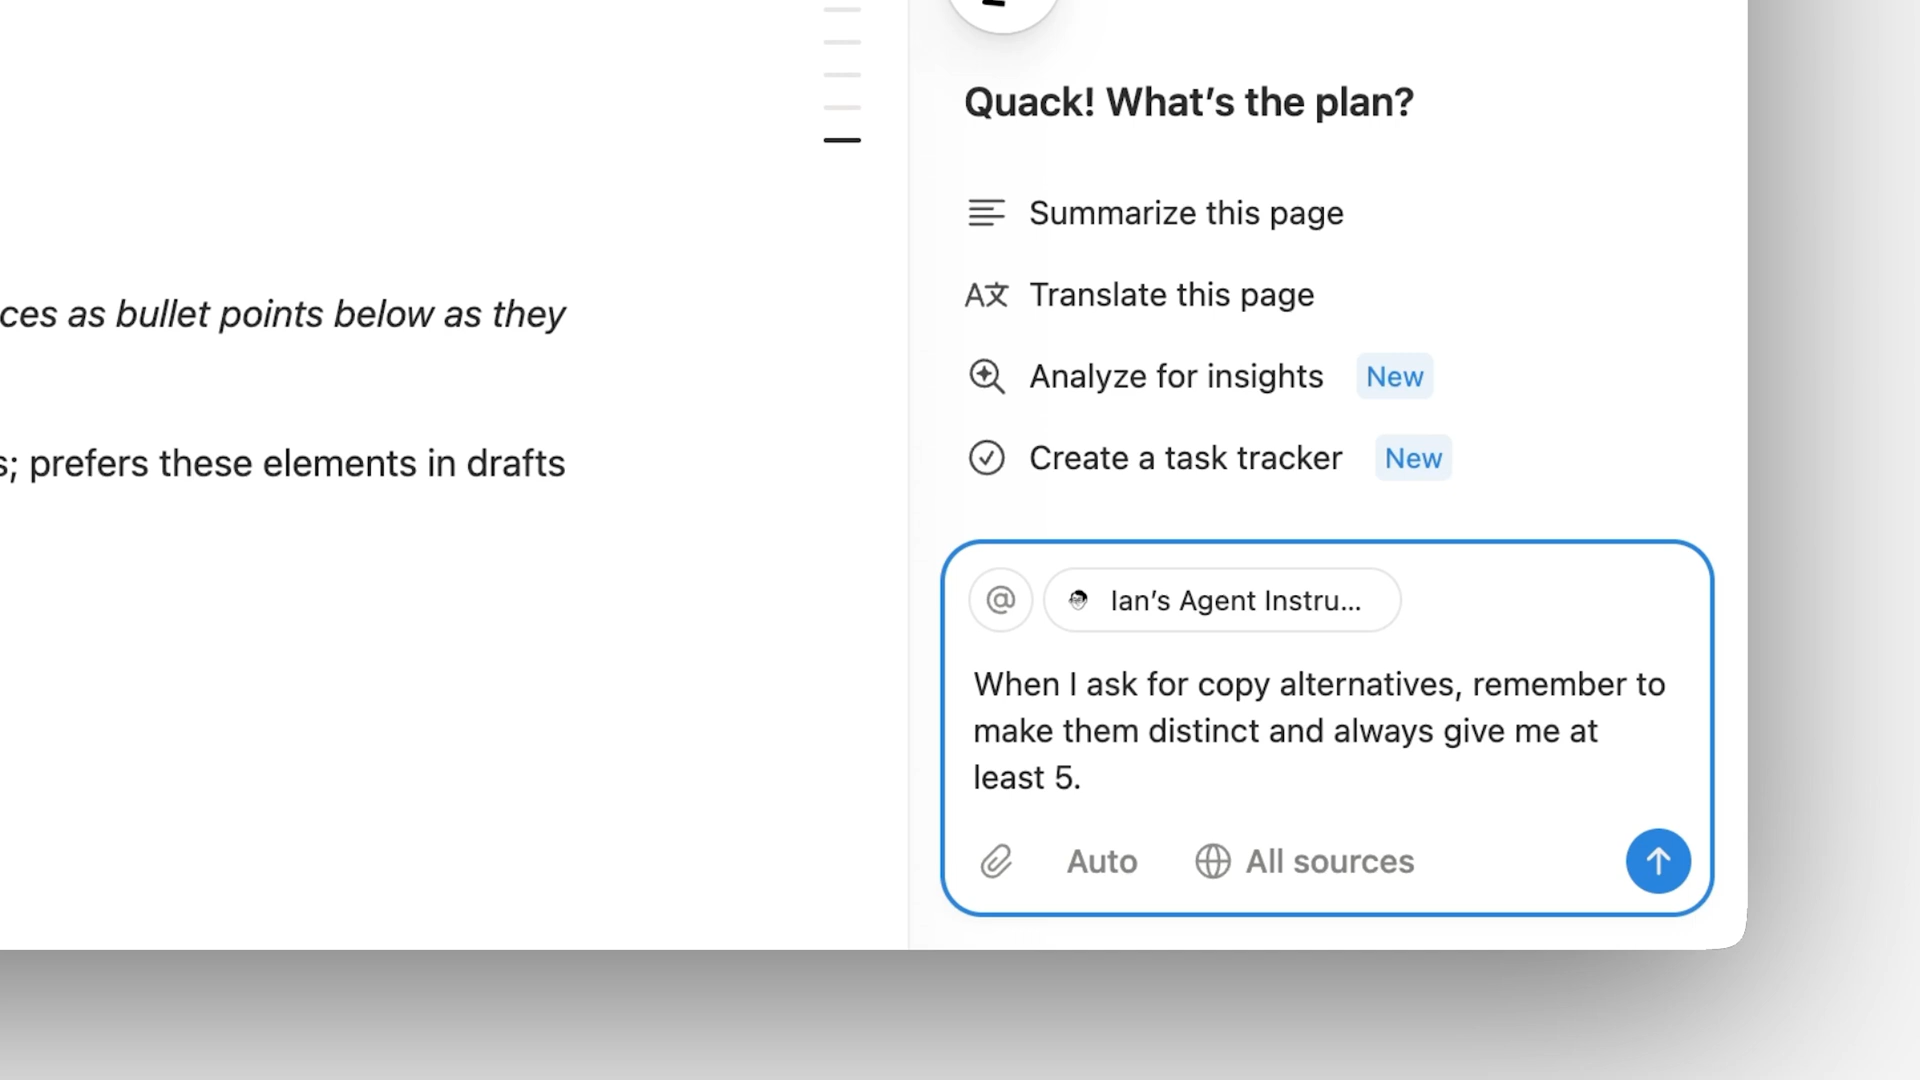 Quack! What’s the plan?
Summarize this page
Translate this page
Analyze for insights New
Create a task tracker New
ces as bullet points below as they
s; prefers these elements in drafts
@ Ian’s Agent Instru...
When I ask for copy alternatives, remember to
make them distinct and always give me at
least 5.
Auto All sources